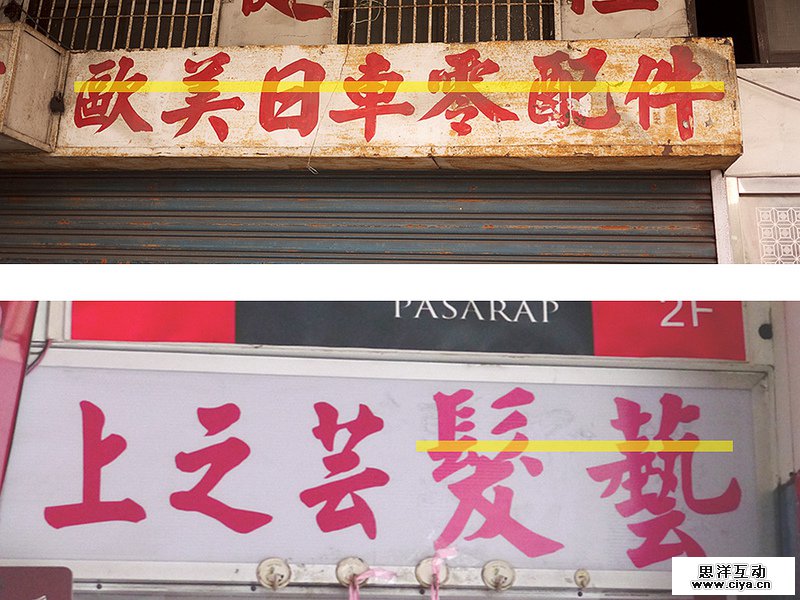 歐美日車零配件
PASARAP 2F
上之芸髮藝
思洋互动
www.ciya.cn